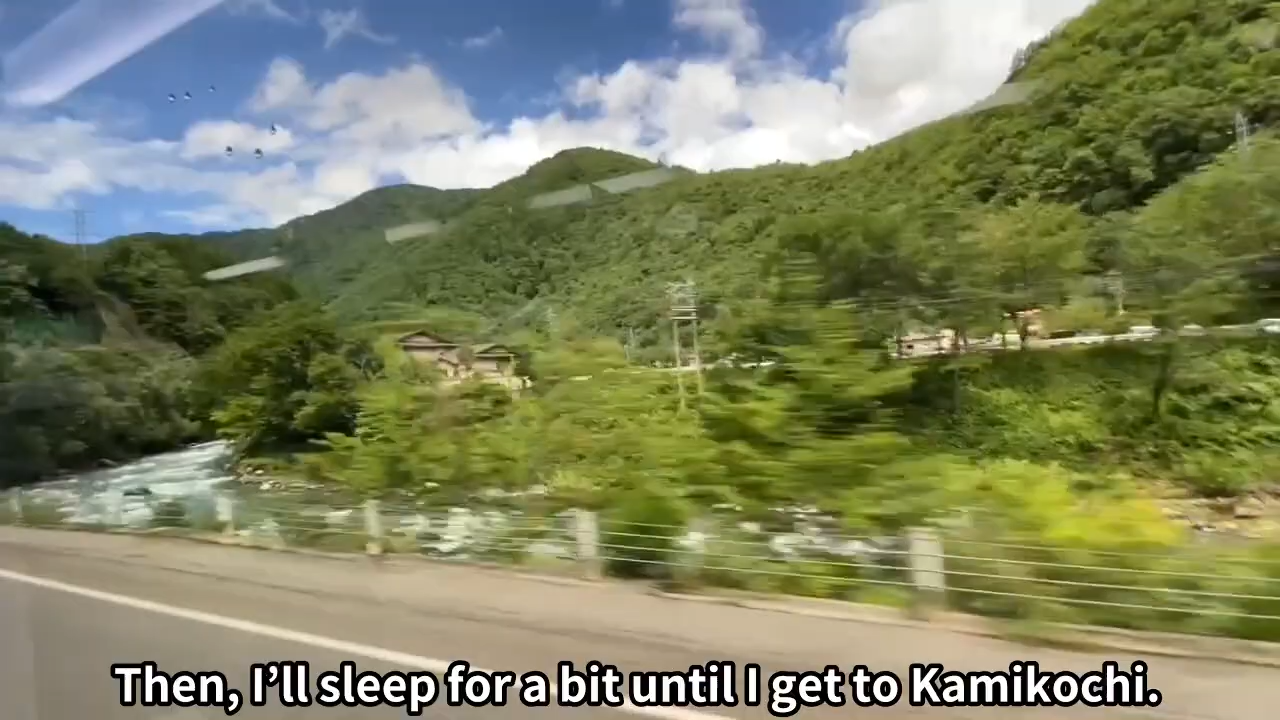 Then, I’ll sleep for a bit until I get to Kamikochi.